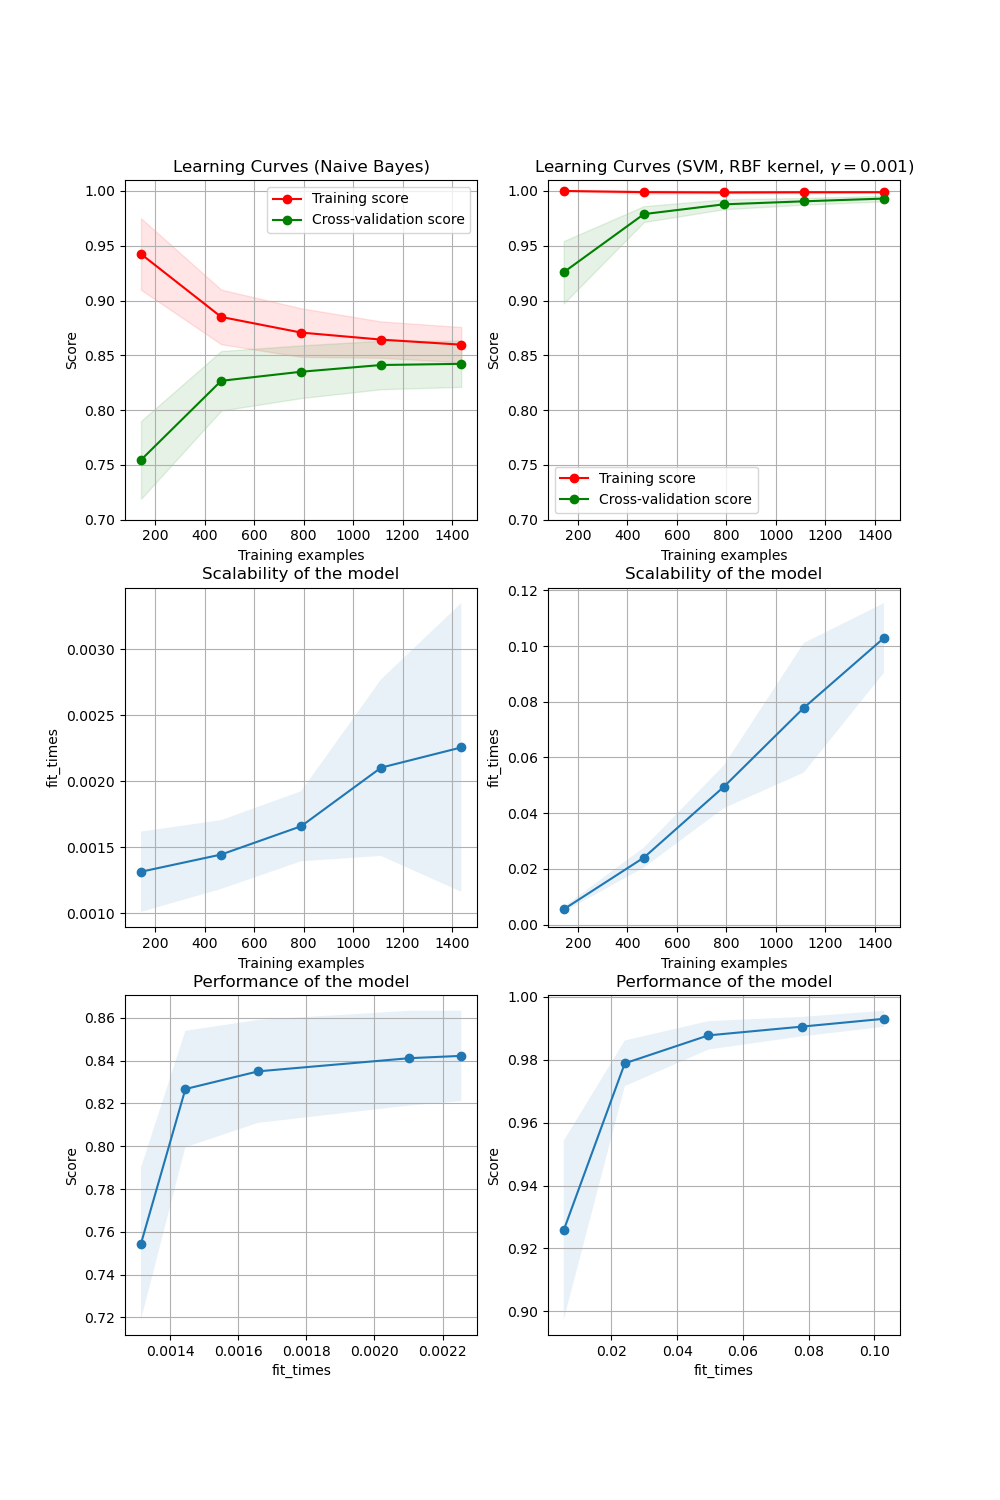 Learning Curves (Naive Bayes)
1.00
0.95
0.90
0.85
0.80
0.75
0.70
Score
Training score
Cross-validation score
200 400 600 800 1000 1200 1400
Training examples
Learning Curves (SVM, RBF kernel, γ = 0.001)
1.00
0.95
0.90
0.85
0.80
0.75
0.70
Score
Training score
Cross-validation score
200 400 600 800 1000 1200 1400
Training examples
Scalability of the model
0.0030
0.0025
0.0020
0.0015
0.0010
fit_times
200 400 600 800 1000 1200 1400
Training examples
Scalability of the model
0.12
0.10
0.08
0.06
0.04
0.02
0.00
fit_times
200 400 600 800 1000 1200 1400
Training examples
Performance of the model
0.86
0.84
0.82
0.80
0.78
0.76
0.74
0.72
Score
0.0014 0.0016 0.0018 0.0020 0.0022
fit_times
Performance of the model
1.00
0.98
0.96
0.94
0.92
0.90
Score
0.02 0.04 0.06 0.08 0.10
fit_times